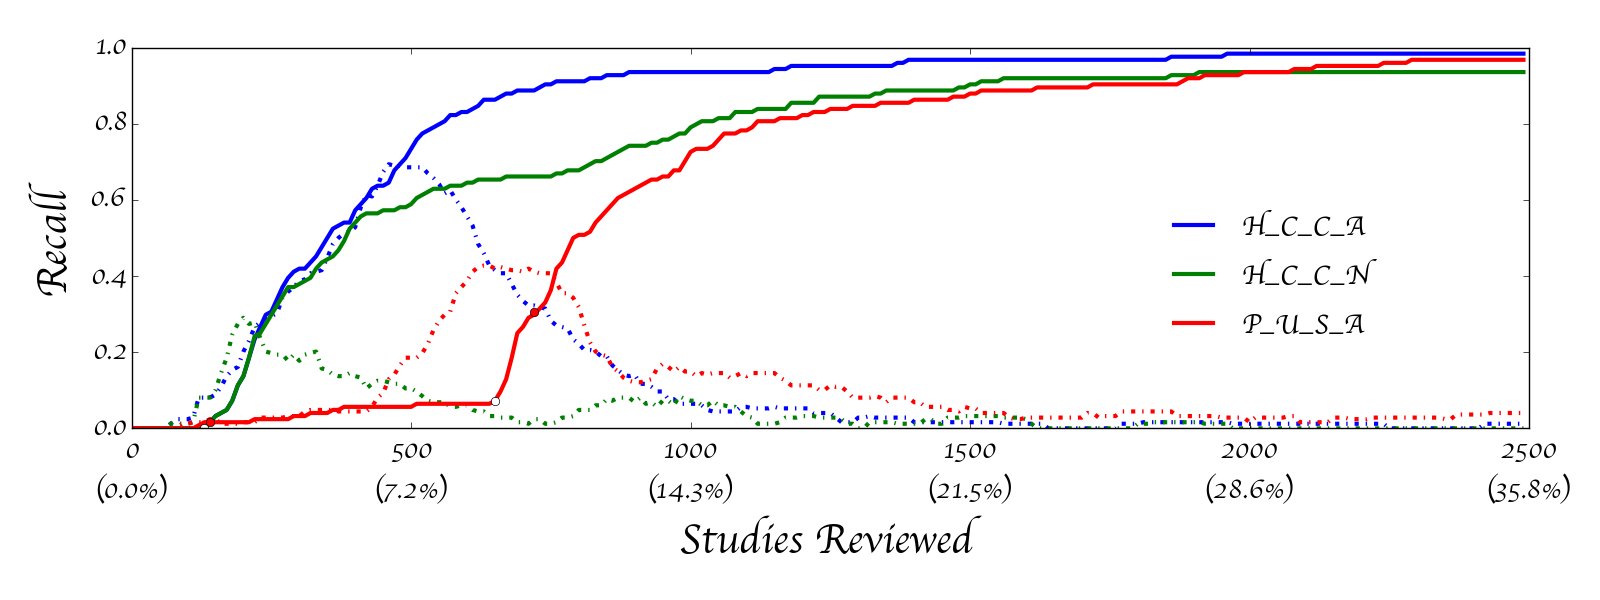 1.0
0.8
0.6
0.4
0.2
0.0
Recall
H_C_C_A
H_C_C_N
P_U_S_A
0 500 1000 1500 2000 2500
(0.0%) (7.2%) (14.3%) (21.5%) (28.6%) (35.8%)
Studies Reviewed